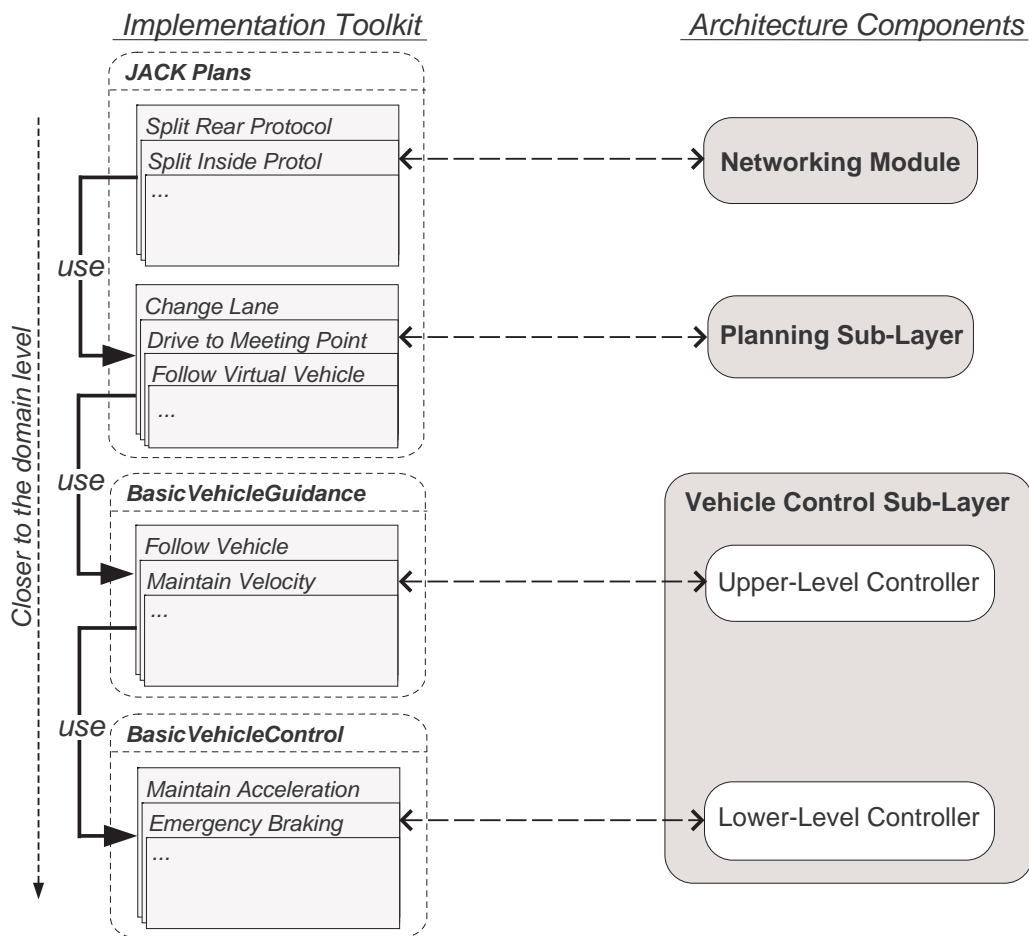 Implementation Toolkit
Architecture Components
JACK Plans
Split Rear Protocol
Split Inside Protol
...
Networking Module
use
Change Lane
Drive to Meeting Point
Follow Virtual Vehicle
...
Planning Sub-Layer
use
BasicVehicleGuidance
Follow Vehicle
Maintain Velocity
...
Vehicle Control Sub-Layer
Upper-Level Controller
use
BasicVehicleControl
Maintain Acceleration
Emergency Braking
...
Lower-Level Controller
Closer to the domain level